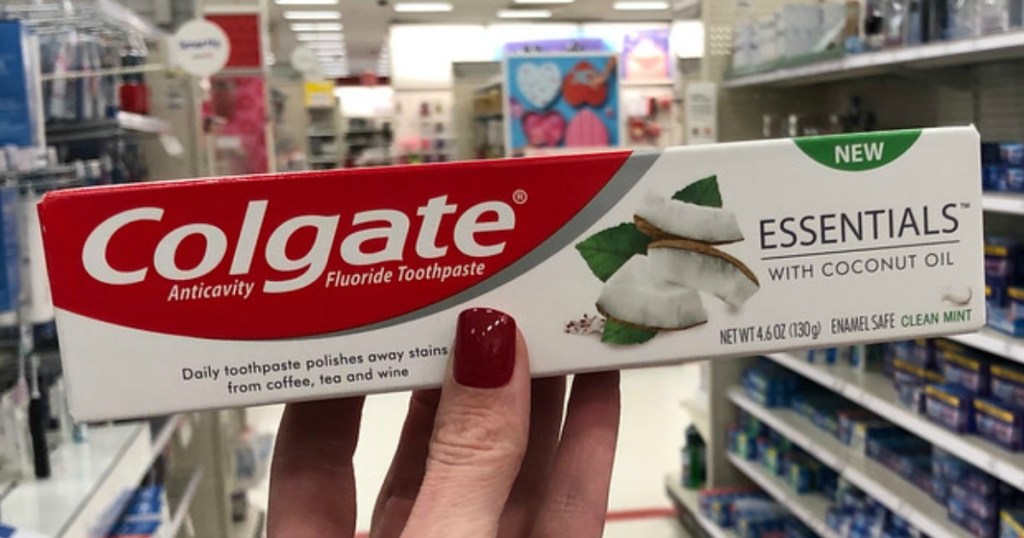 Colgate®
Anticavity Fluoride Toothpaste
Daily toothpaste polishes away stains
from coffee, tea and wine
NEW
ESSENTIALS™
WITH COCONUT OIL
NET WT 4.6 OZ (130g) ENAMEL SAFE CLEAN MINT